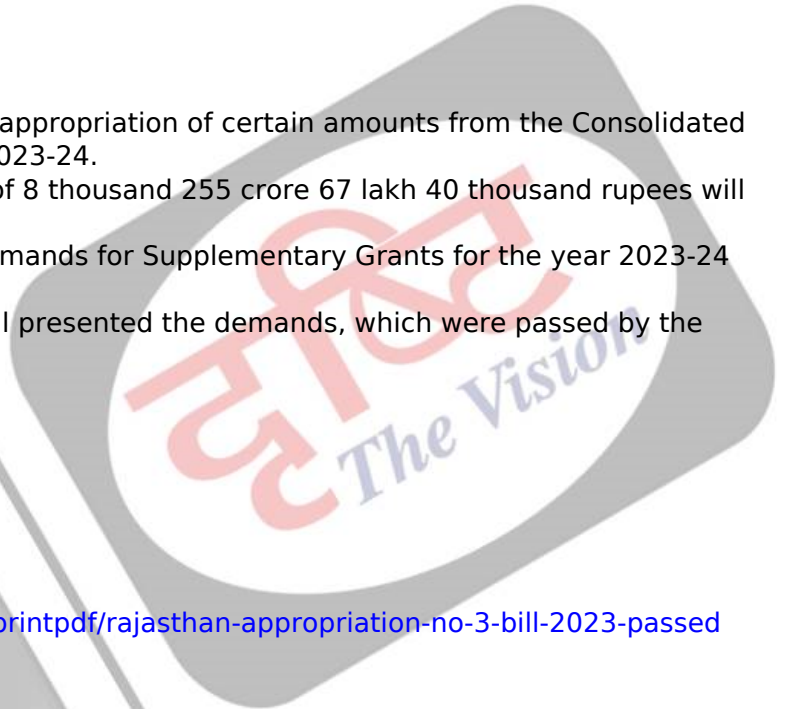 appropriation of certain amounts from the Consolidated
023-24.
of 8 thousand 255 crore 67 lakh 40 thousand rupees will
mands for Supplementary Grants for the year 2023-24
l presented the demands, which were passed by the
दृष्टि
The Vision
printpdf/rajasthan-appropriation-no-3-bill-2023-passed